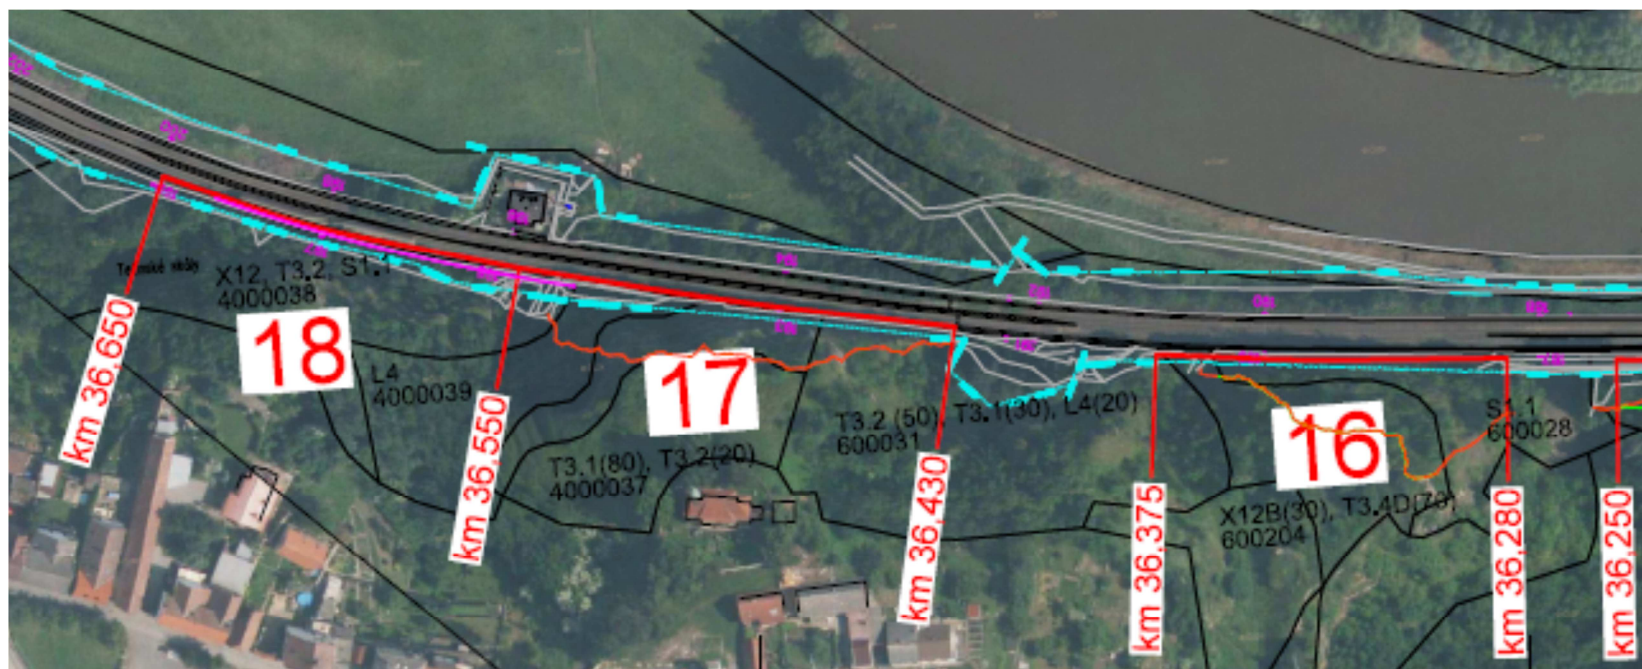 X12, T3.2, S1.1
4000038
18
km 36,650
L4
4000039
km 36,550
17
T3.1(80), T3.2(20)
4000037
T3.2 (50), T3.1(30), L4(20)
600031
km 36,430
km 36,375
16
S1.1
600028
X12B(30), T3.4D(70)
600204
km 36,280
km 36,250